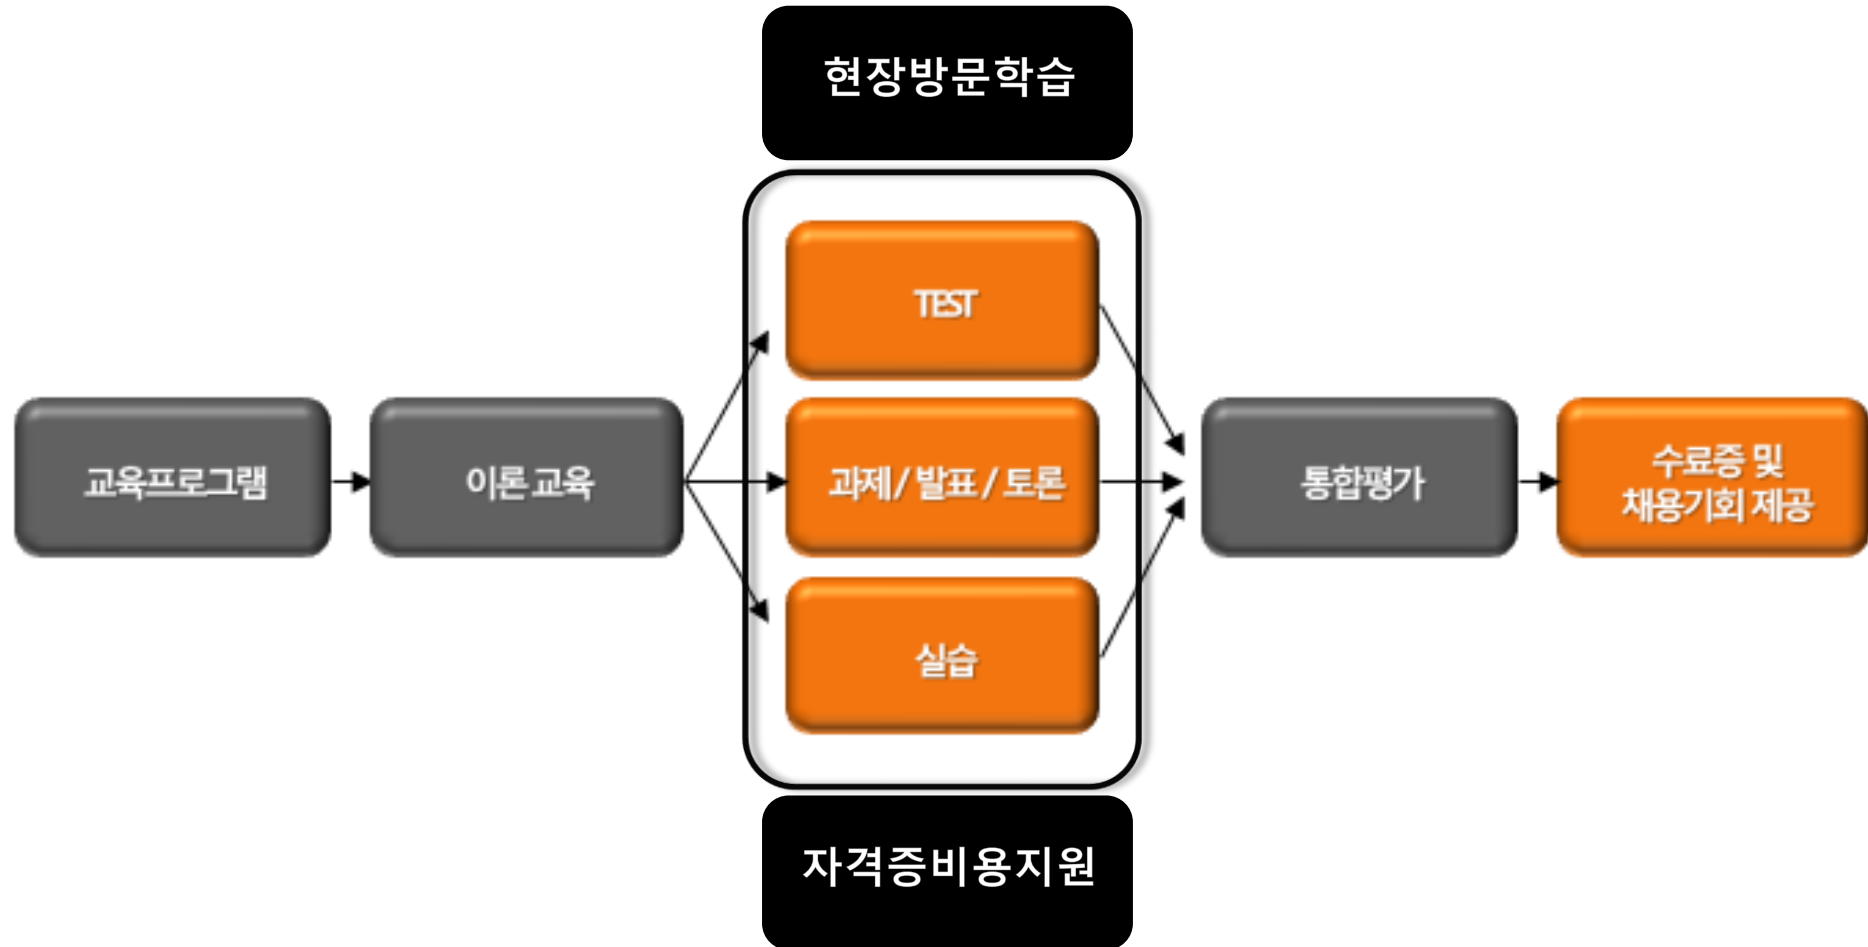 현장방문학습
TEST
교육프로그램
이론 교육
과제 / 발표 / 토론
통합평가
수료증 및
채용기회 제공
실습
자격증비용지원